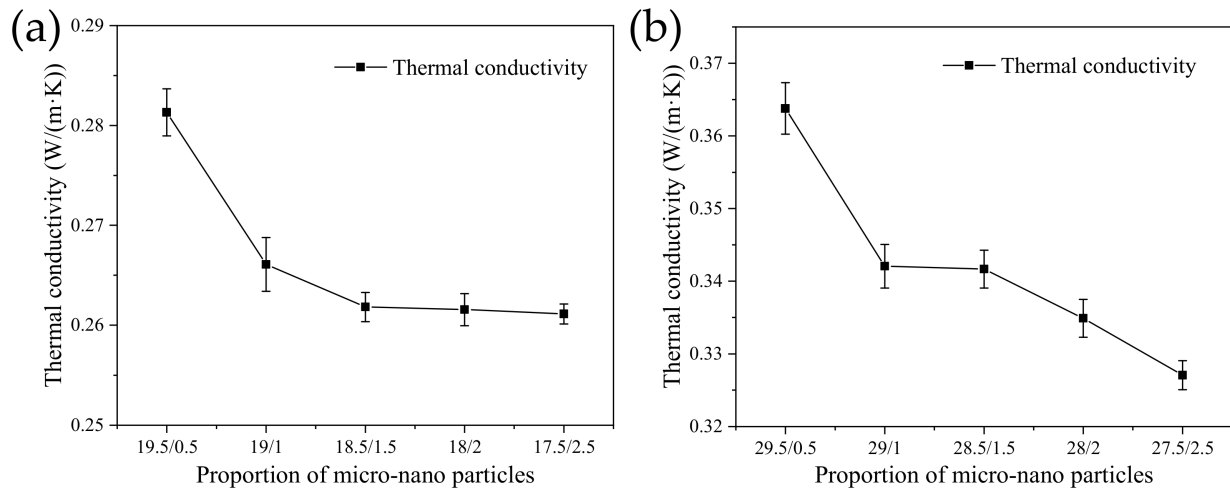 (a)
Thermal conductivity (W/(m·K))
0.29
0.28
0.27
0.26
0.25
Thermal conductivity
19.5/0.5 19/1 18.5/1.5 18/2 17.5/2.5
Proportion of micro-nano particles
(b)
Thermal conductivity (W/(m·K))
0.37
0.36
0.35
0.34
0.33
0.32
Thermal conductivity
29.5/0.5 29/1 28.5/1.5 28/2 27.5/2.5
Proportion of micro-nano particles